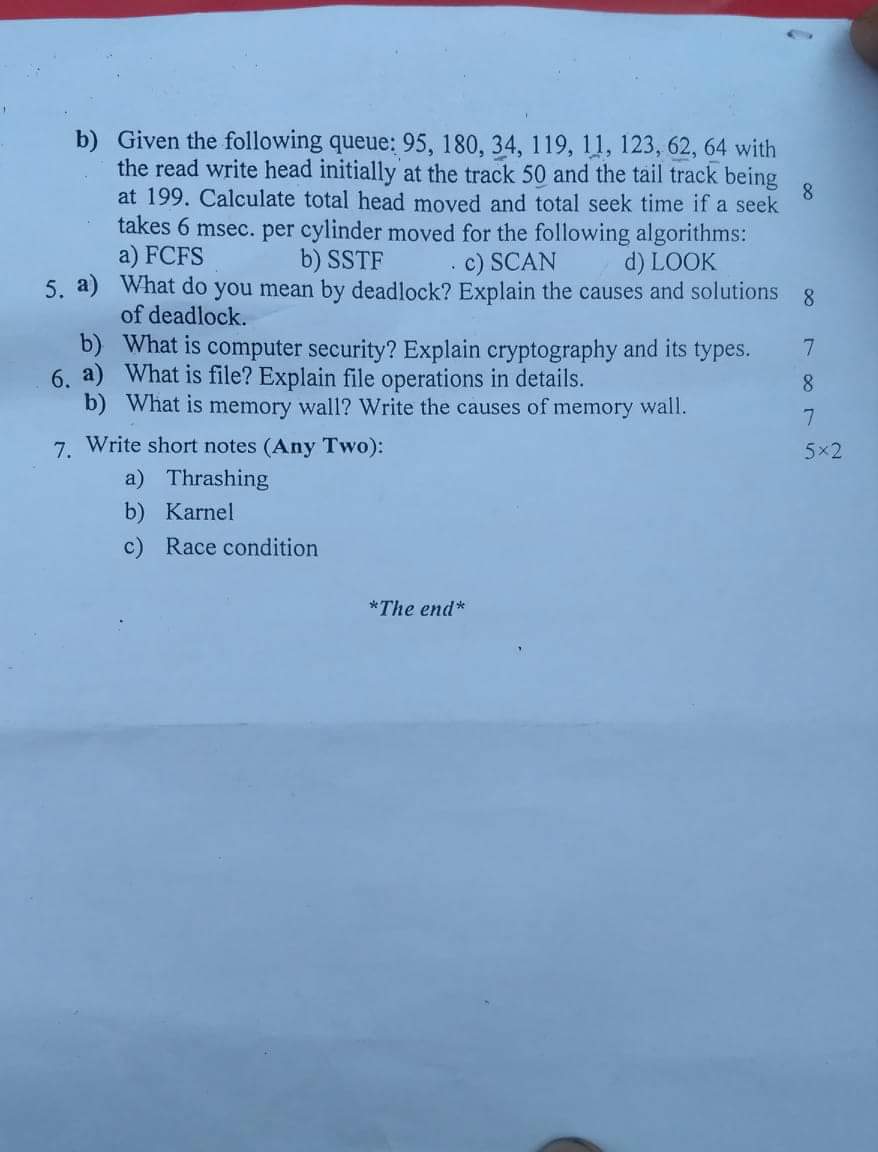 b) Given the following queue: 95, 180, 34, 119, 11, 123, 62, 64 with
the read write head initially at the track 50 and the tail track being
at 199. Calculate total head moved and total seek time if a seek 8
takes 6 msec. per cylinder moved for the following algorithms:
a) FCFS b) SSTF c) SCAN d) LOOK
5. a) What do you mean by deadlock? Explain the causes and solutions 8
of deadlock.
b) What is computer security? Explain cryptography and its types. 7
6. a) What is file? Explain file operations in details. 8
b) What is memory wall? Write the causes of memory wall. 7
7. Write short notes (Any Two): 5×2
a) Thrashing
b) Karnel
c) Race condition
*The end*